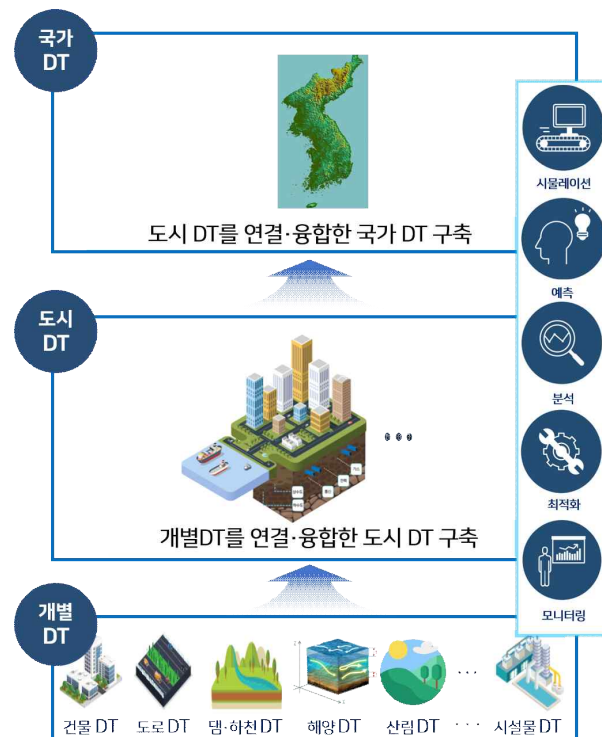 국가
DT
시뮬레이션
도시 DT를 연결·융합한 국가 DT 구축
예측
도시
DT
분석
최적화
개별DT를 연결·융합한 도시 DT 구축
개별
DT
모니터링
건물 DT 도로 DT 댐·하천 DT 해양 DT 산림 DT ··· 시설물 DT